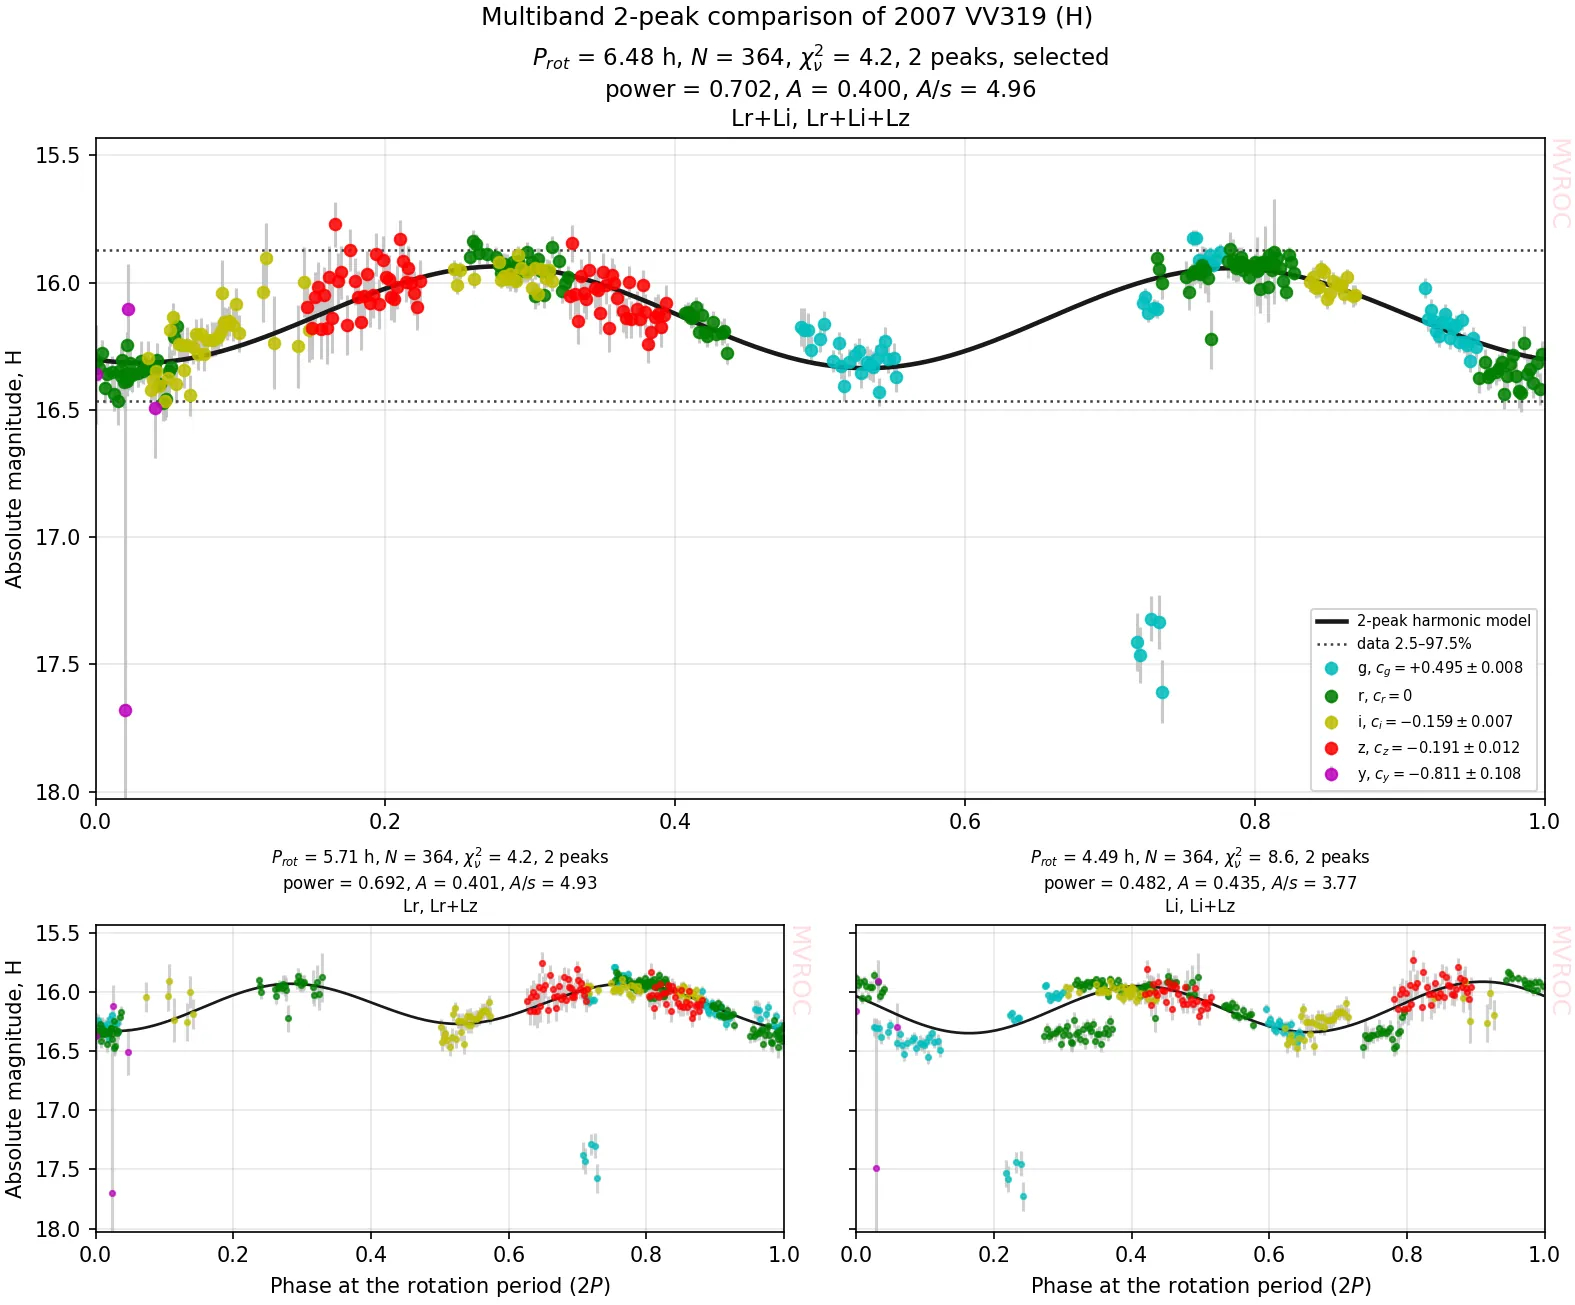 Multiband 2-peak comparison of 2007 VV319 (H)
P_rot = 6.48 h, N = 364, χ²_ν = 4.2, 2 peaks, selected
power = 0.702, A = 0.400, A/s = 4.96
Lr+Li, Lr+Li+Lz
MVROC
Absolute magnitude, H
15.5
16.0
16.5
17.0
17.5
18.0
2-peak harmonic model
data 2.5–97.5%
g, c_g = +0.495 ± 0.008
r, c_r = 0
i, c_i = −0.159 ± 0.007
z, c_z = −0.191 ± 0.012
y, c_y = −0.811 ± 0.108
0.0 0.2 0.4 0.6 0.8 1.0
P_rot = 5.71 h, N = 364, χ²_ν = 4.2, 2 peaks
power = 0.692, A = 0.401, A/s = 4.93
Lr, Lr+Lz
MVROC
Absolute magnitude, H
15.5
16.0
16.5
17.0
17.5
18.0
0.0 0.2 0.4 0.6 0.8 1.0
Phase at the rotation period (2P)
P_rot = 4.49 h, N = 364, χ²_ν = 8.6, 2 peaks
power = 0.482, A = 0.435, A/s = 3.77
Li, Li+Lz
MVROC
0.0 0.2 0.4 0.6 0.8 1.0
Phase at the rotation period (2P)